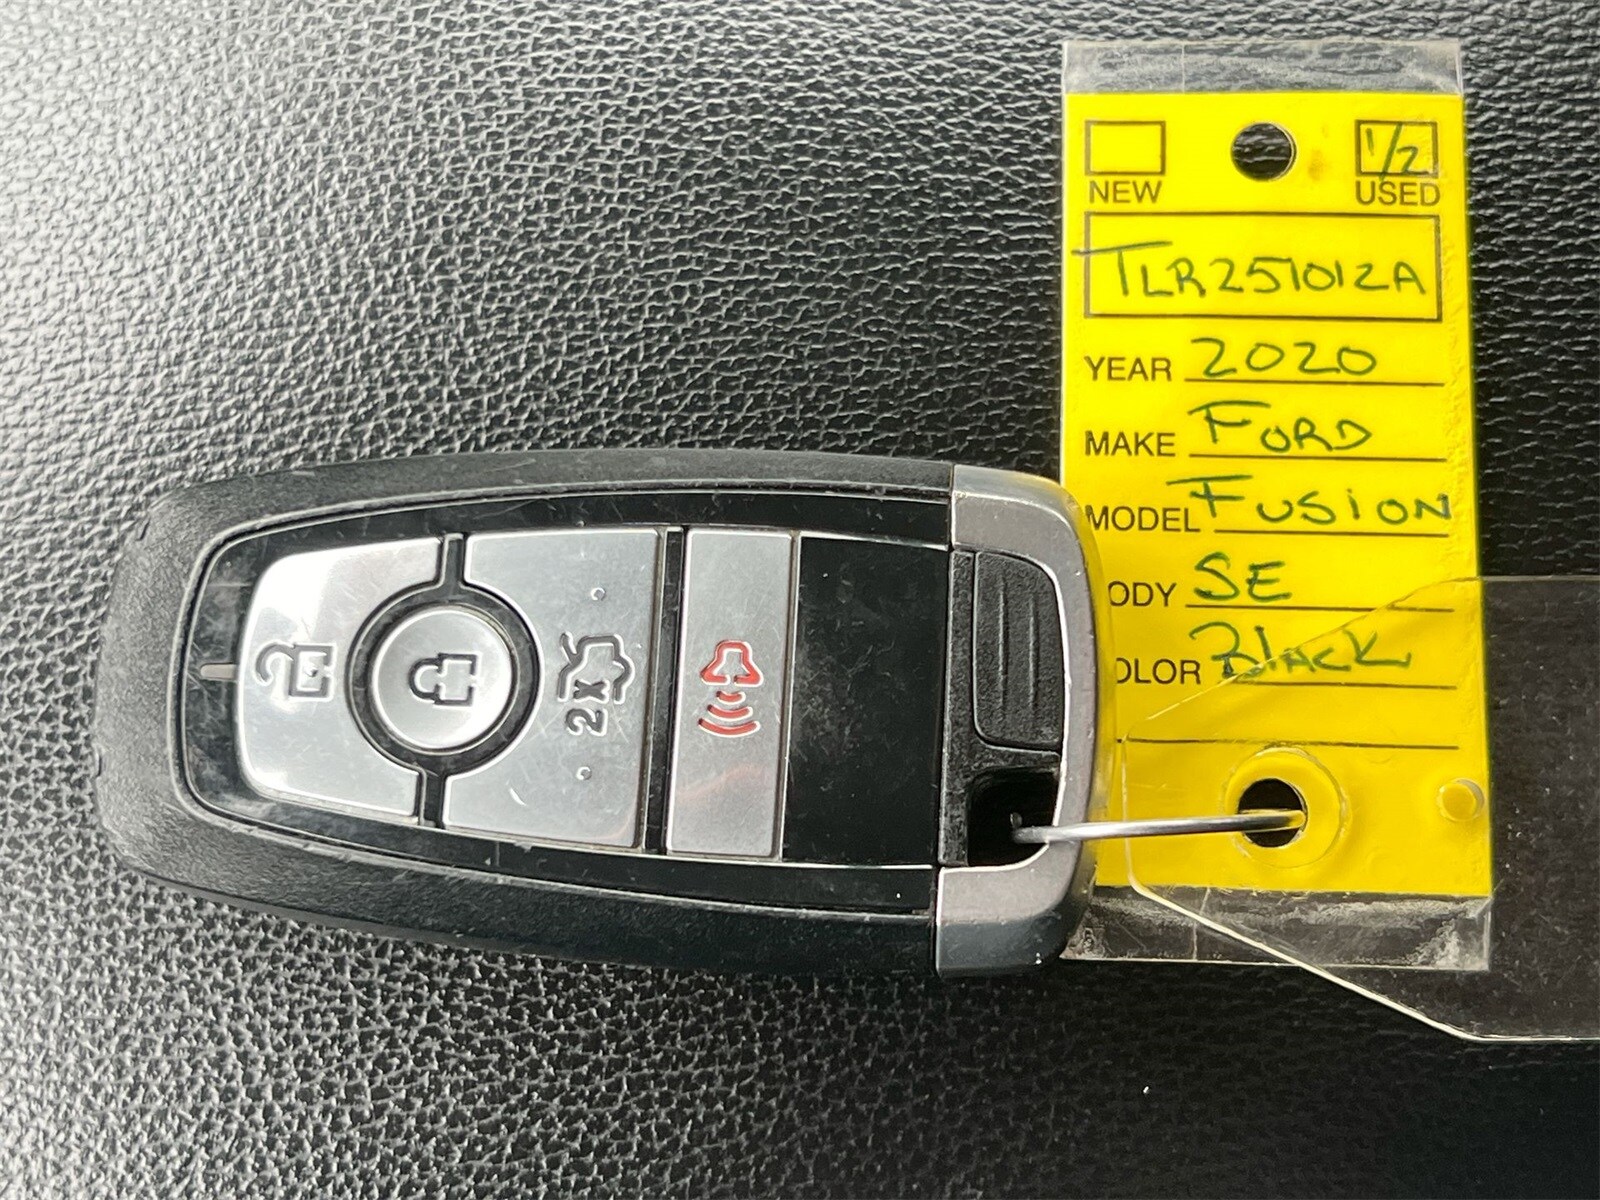 1/2
NEW USED
TLR251012A
YEAR 2020
MAKE FORD
MODEL FUSION
ODY SE
OLOR Black
2X